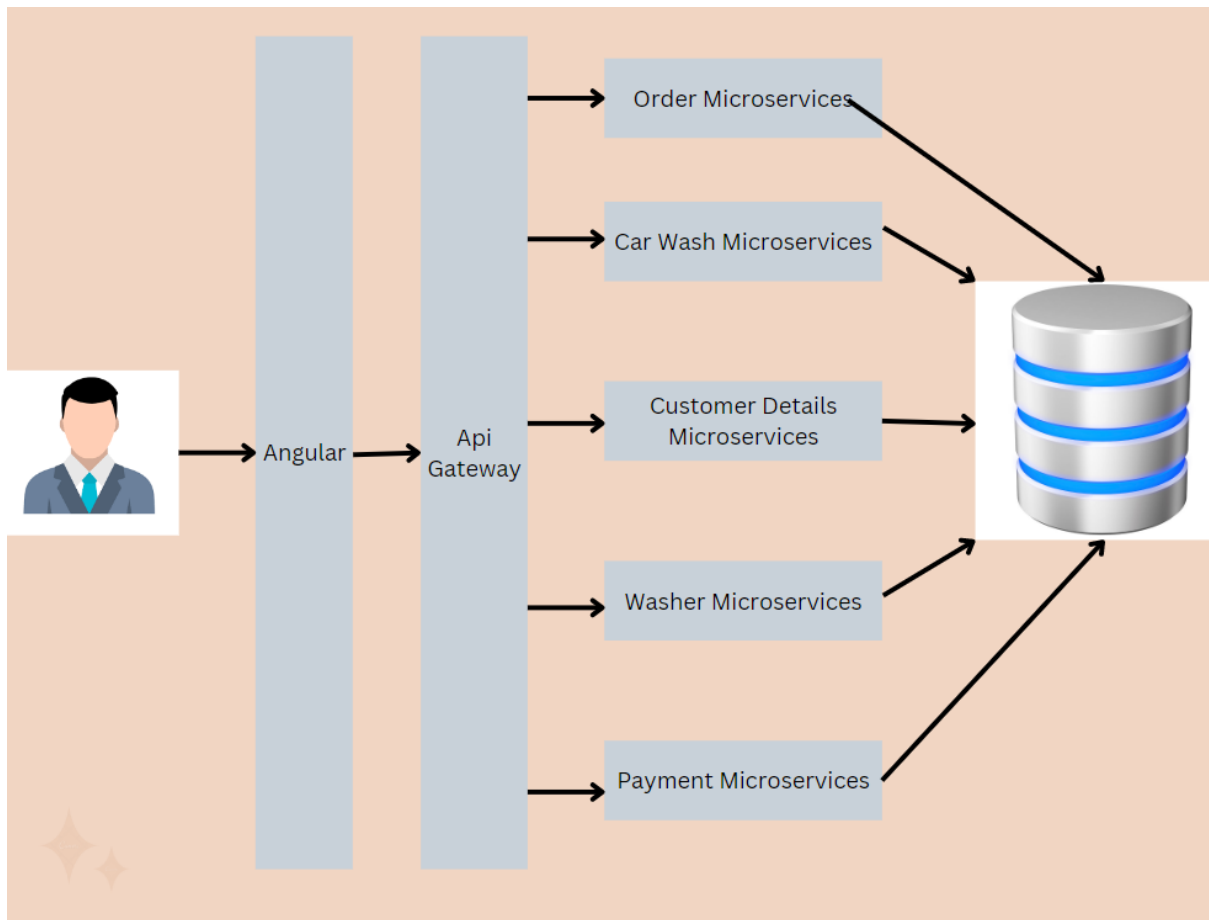 Order Microservices
Car Wash Microservices
Customer Details
Microservices
Angular
Api
Gateway
Washer Microservices
Payment Microservices